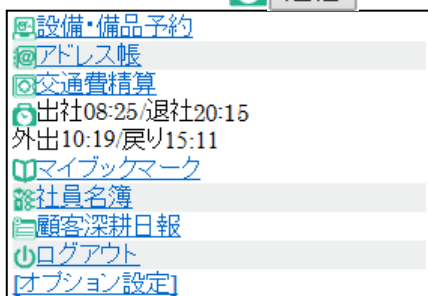 設備・備品予約
アドレス帳
交通費精算
出社08:25/退社20:15
外出10:19/戻り15:11
マイブックマーク
社員名簿
顧客深耕日報
ログアウト
[オプション設定]